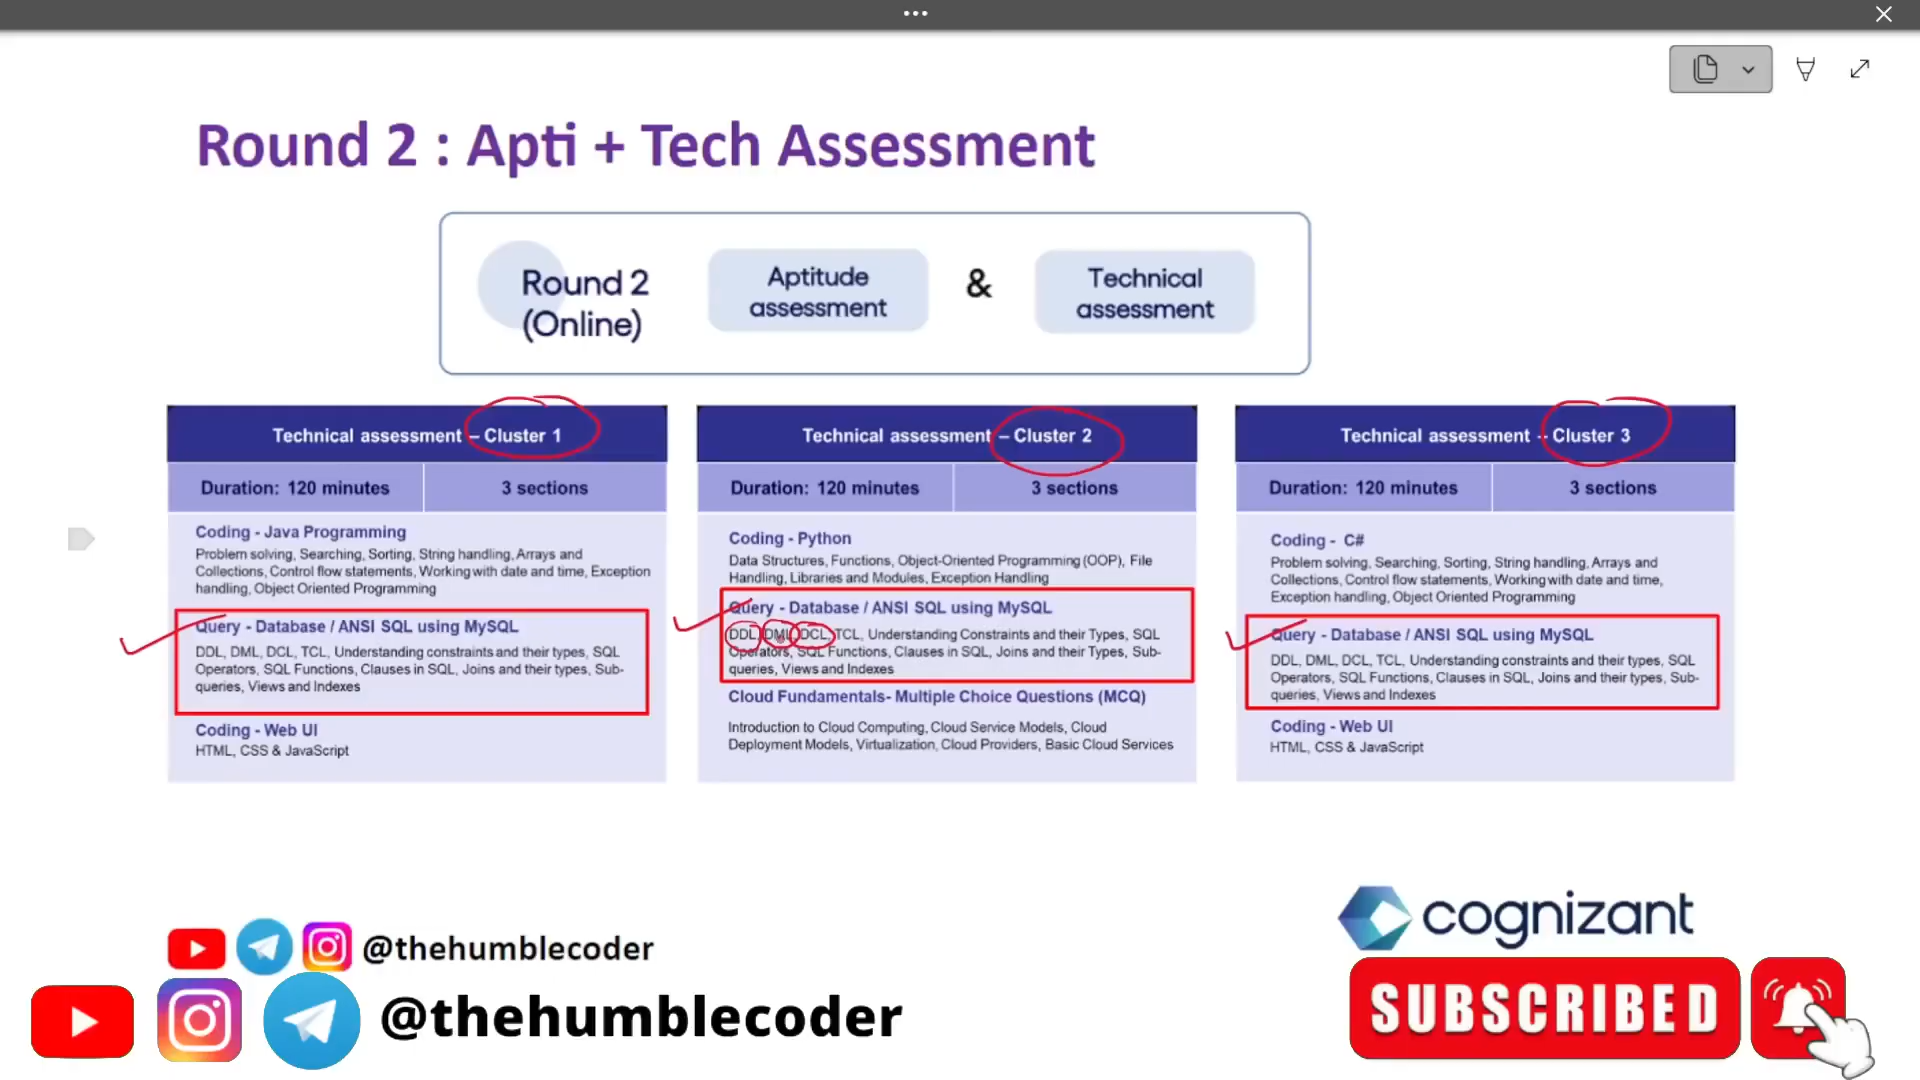 Round 2 : Apti + Tech Assessment
Round 2
(Online)
Aptitude
assessment
&
Technical
assessment
Technical assessment – Cluster 1
Duration: 120 minutes
3 sections
Coding - Java Programming
Problem solving, Searching, Sorting, String handling, Arrays and
Collections, Control flow statements, Working with date and time, Exception
handling, Object Oriented Programming
Query - Database / ANSI SQL using MySQL
DDL, DML, DCL, TCL, Understanding constraints and their types, SQL
Operators, SQL Functions, Clauses in SQL, Joins and their types, Sub-
queries, Views and Indexes
Coding - Web UI
HTML, CSS & JavaScript
Technical assessment – Cluster 2
Duration: 120 minutes
3 sections
Coding - Python
Data Structures, Functions, Object-Oriented Programming (OOP), File
Handling, Libraries and Modules, Exception Handling
Query - Database / ANSI SQL using MySQL
DDL, DML, DCL, TCL, Understanding Constraints and their Types, SQL
Operators, SQL Functions, Clauses in SQL, Joins and their Types, Sub-
queries, Views and Indexes
Cloud Fundamentals- Multiple Choice Questions (MCQ)
Introduction to Cloud Computing, Cloud Service Models, Cloud
Deployment Models, Virtualization, Cloud Providers, Basic Cloud Services
Technical assessment – Cluster 3
Duration: 120 minutes
3 sections
Coding - C#
Problem solving, Searching, Sorting, String handling, Arrays and
Collections, Control flow statements, Working with date and time,
Exception handling, Object Oriented Programming
Query - Database / ANSI SQL using MySQL
DDL, DML, DCL, TCL, Understanding constraints and their types, SQL
Operators, SQL Functions, Clauses in SQL, Joins and their types, Sub-
queries, Views and Indexes
Coding - Web UI
HTML, CSS & JavaScript
@thehumblecoder
cognizant
@thehumblecoder
SUBSCRIBED